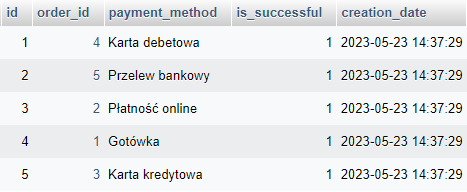 id order_id payment_method is_successful creation_date
1 4 Karta debetowa 1 2023-05-23 14:37:29
2 5 Przelew bankowy 1 2023-05-23 14:37:29
3 2 Płatność online 1 2023-05-23 14:37:29
4 1 Gotówka 1 2023-05-23 14:37:29
5 3 Karta kredytowa 1 2023-05-23 14:37:29